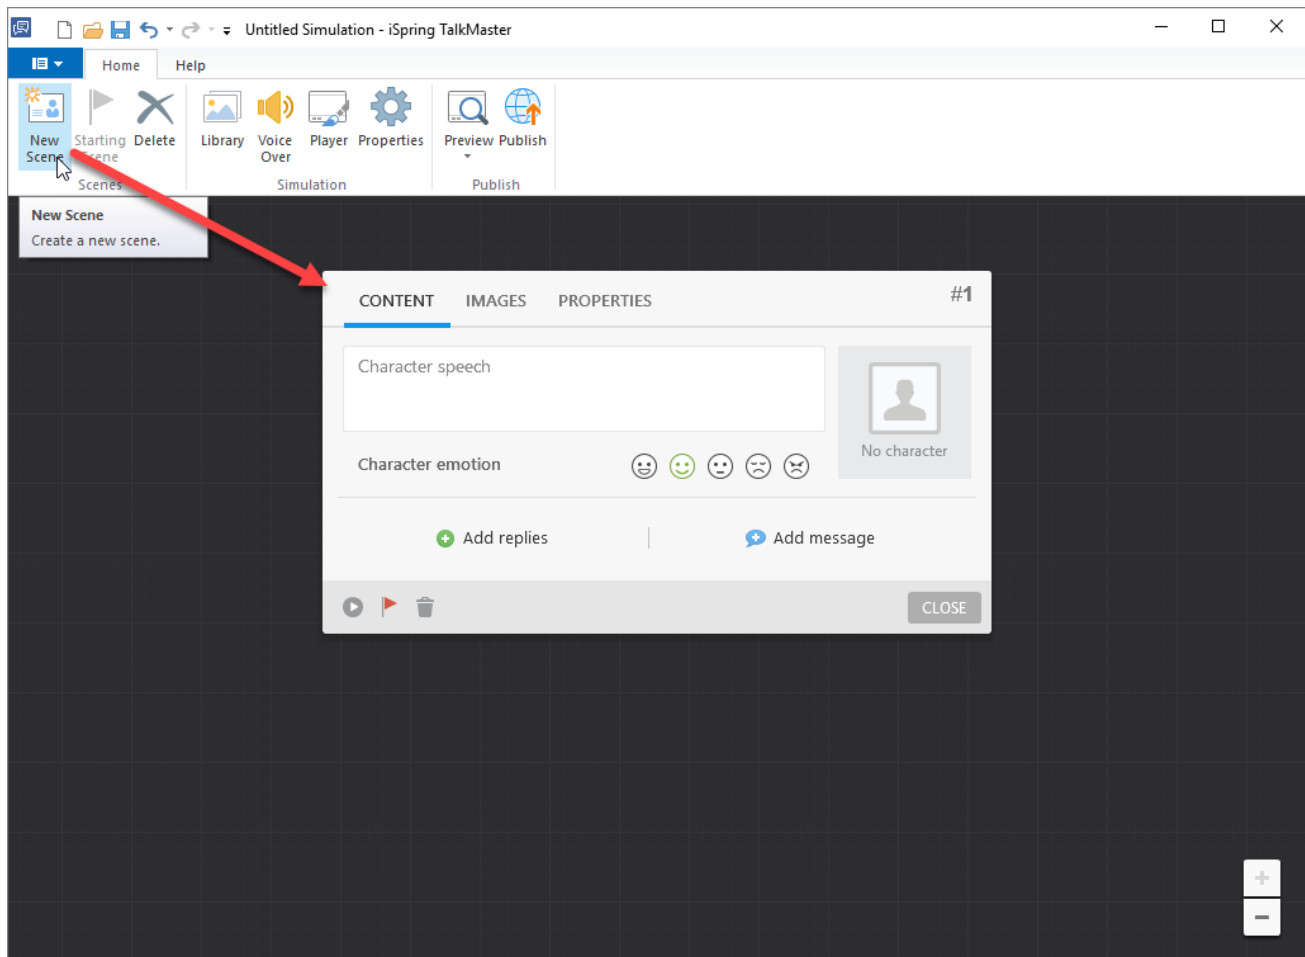 Untitled Simulation - iSpring TalkMaster
Home Help
New Scene Starting Scene Delete Library Voice Over Player Properties Preview Publish
Scenes Simulation Publish
New Scene
Create a new scene.
CONTENT IMAGES PROPERTIES #1
Character speech
No character
Character emotion
Add replies Add message
CLOSE